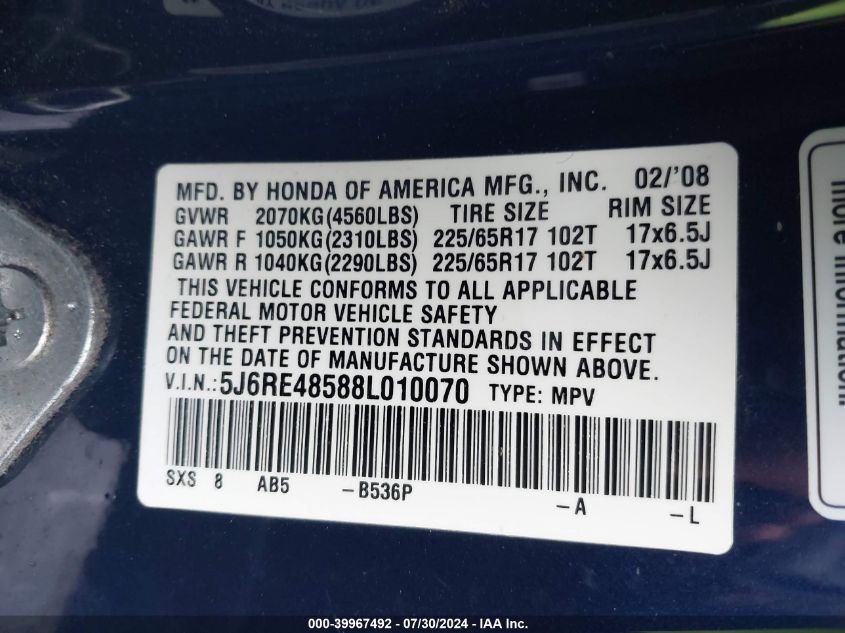 MFD. BY HONDA OF AMERICA MFG., INC. 02/'08
GVWR 2070KG(4560LBS) TIRE SIZE RIM SIZE
GAWR F 1050KG(2310LBS) 225/65R17 102T 17x6.5J
GAWR R 1040KG(2290LBS) 225/65R17 102T 17x6.5J
THIS VEHICLE CONFORMS TO ALL APPLICABLE
FEDERAL MOTOR VEHICLE SAFETY
AND THEFT PREVENTION STANDARDS IN EFFECT
ON THE DATE OF MANUFACTURE SHOWN ABOVE.
V.I.N.:5J6RE48588L010070 TYPE: MPV
SXS 8 AB5 -B536P -A -L
more information.
000-39967492 - 07/30/2024 - IAA Inc.